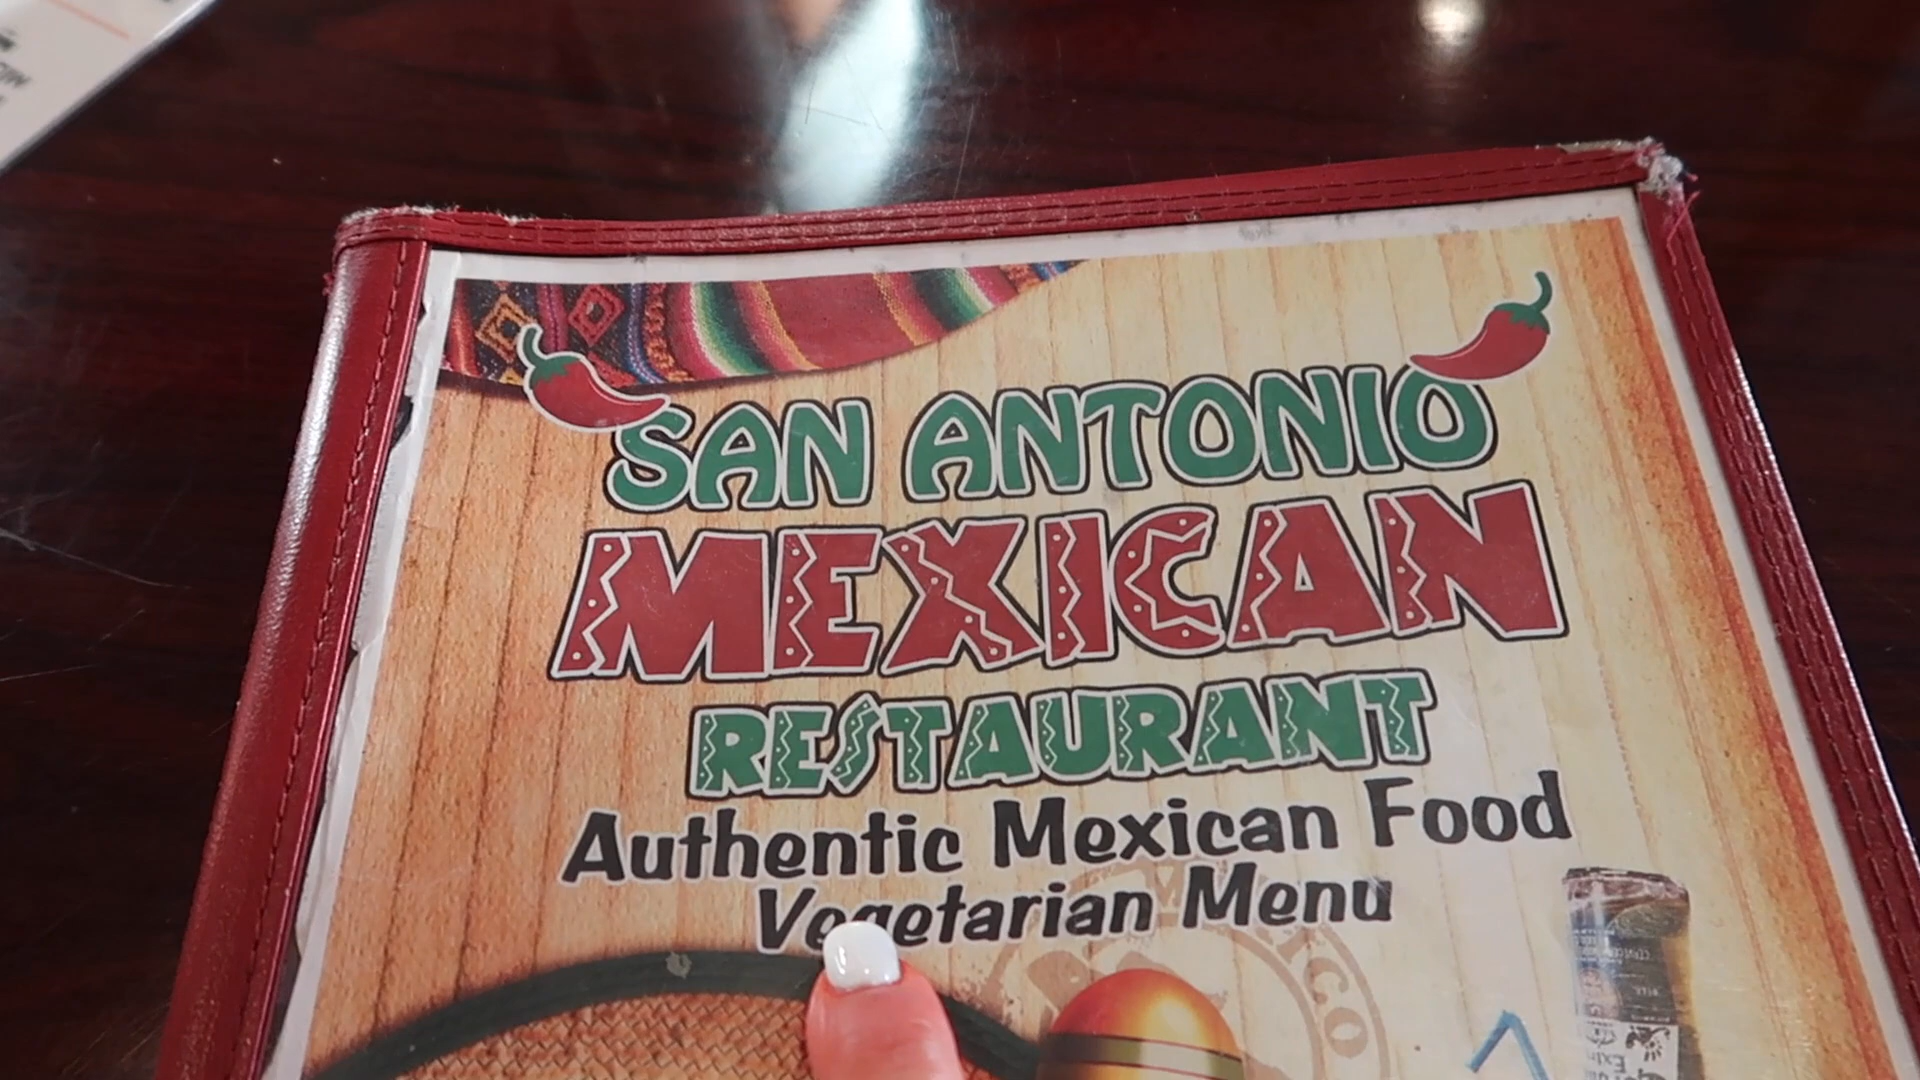 SAN ANTONIO
MEXICAN
RESTAURANT
Authentic Mexican Food
Vegetarian Menu